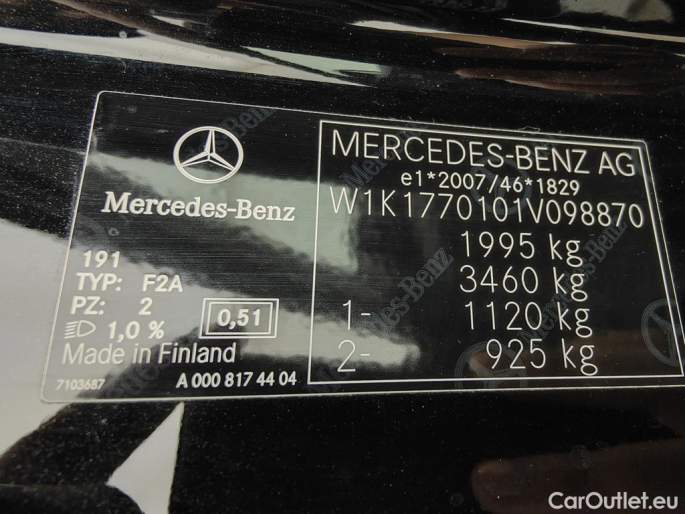 Mercedes-Benz
191
TYP: F2A
PZ: 2
1,0 %
0,51
Made in Finland
7103687
A 000 817 44 04
MERCEDES-BENZ AG
e1*2007/46*1829
W1K1770101V098870
1995 kg
3460 kg
1- 1120 kg
2- 925 kg
CarOutlet.eu